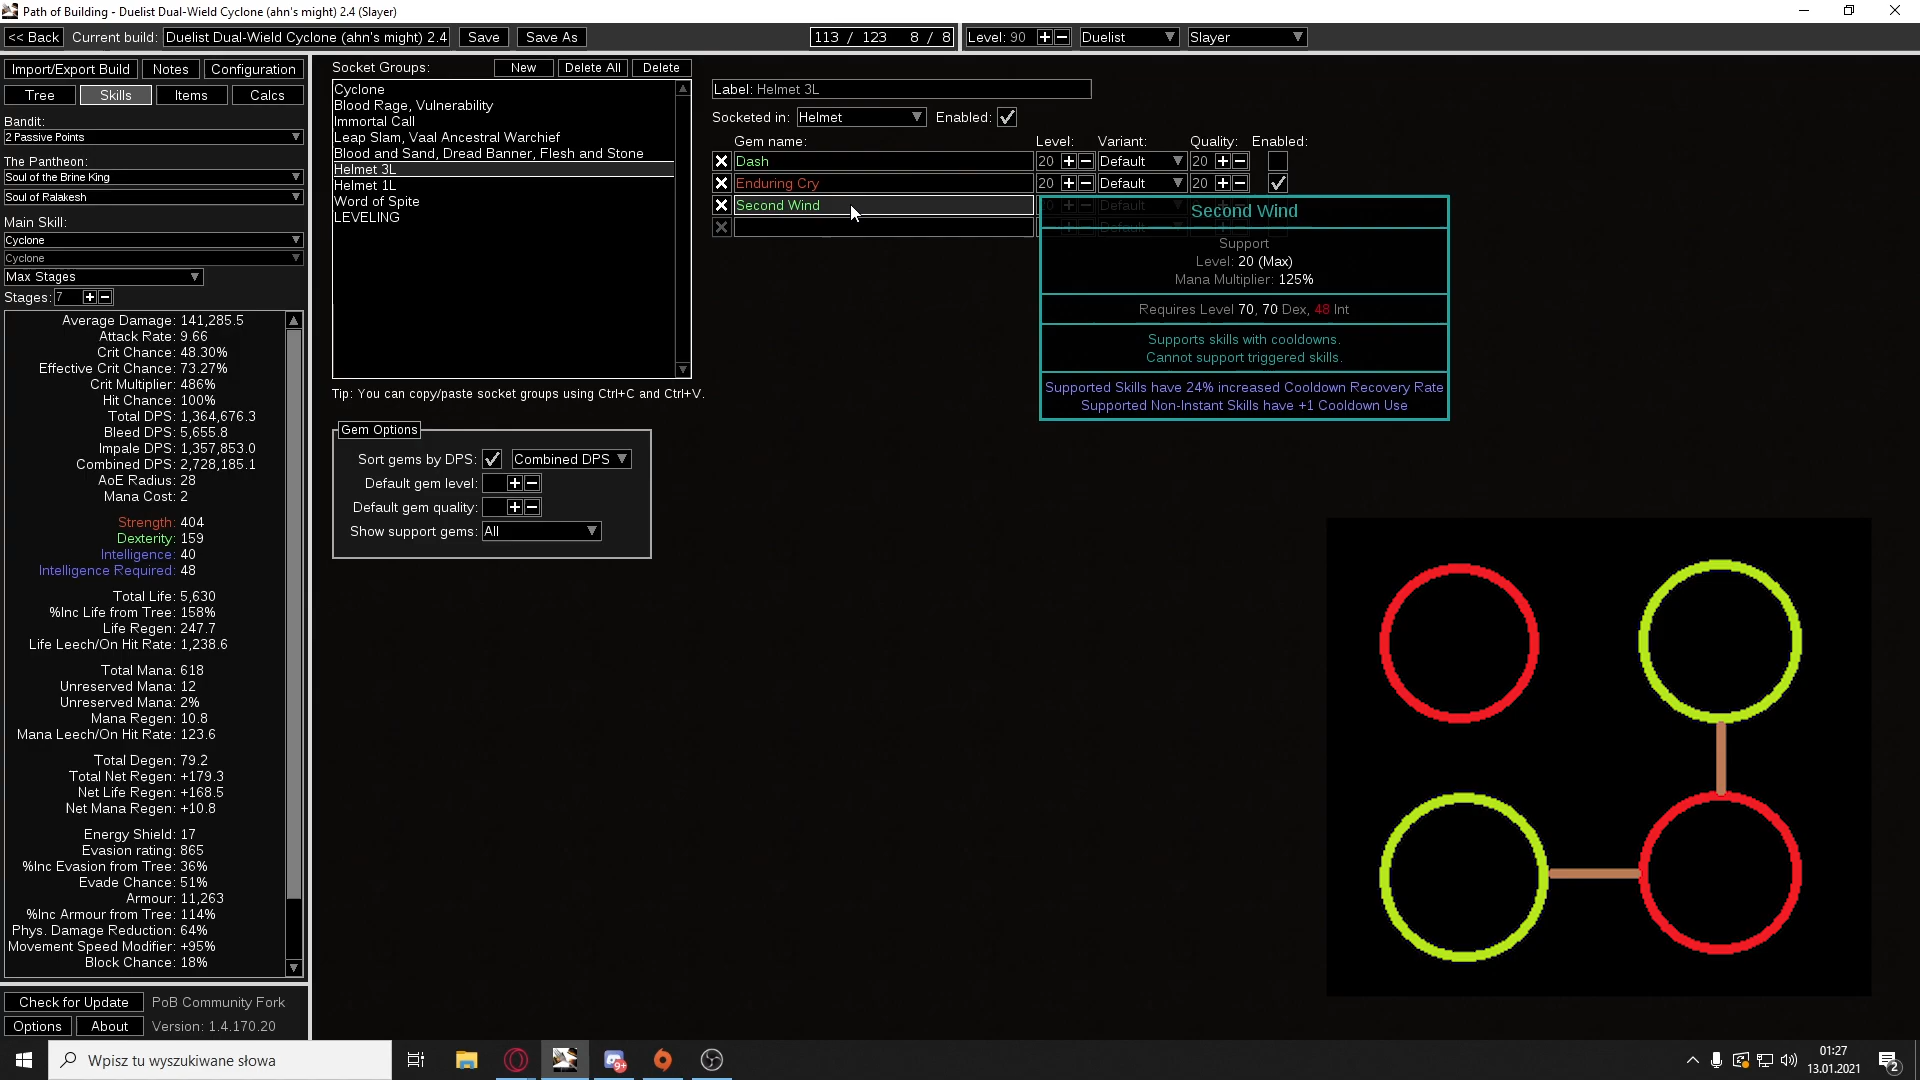 Path of Building - Duelist Dual-Wield Cyclone (ahn's might) 2.4 (Slayer)
<< Back Current build: Duelist Dual-Wield Cyclone (ahn's might) 2.4 Save Save As 113 / 123 8 / 8 Level: 90 Duelist Slayer
Import/Export Build Notes Configuration
Tree Skills Items Calcs
Bandit:
2 Passive Points
The Pantheon:
Soul of the Brine King
Soul of Ralakesh
Main Skill:
Cyclone
Cyclone
Max Stages
Stages: 7
Average Damage: 141,285.5
Attack Rate: 9.66
Crit Chance: 48.30%
Effective Crit Chance: 73.27%
Crit Multiplier: 486%
Hit Chance: 100%
Total DPS: 1,364,676.3
Bleed DPS: 5,655.8
Impale DPS: 1,357,853.0
Combined DPS: 2,728,185.1
AoE Radius: 28
Mana Cost: 2
Strength: 404
Dexterity: 159
Intelligence: 40
Intelligence Required: 48
Total Life: 5,630
%Inc Life from Tree: 158%
Life Regen: 247.7
Life Leech/On Hit Rate: 1,238.6
Total Mana: 618
Unreserved Mana: 12
Unreserved Mana: 2%
Mana Regen: 10.8
Mana Leech/On Hit Rate: 123.6
Total Degen: 79.2
Total Net Regen: +179.3
Net Life Regen: +168.5
Net Mana Regen: +10.8
Energy Shield: 17
Evasion rating: 865
%Inc Evasion from Tree: 36%
Evade Chance: 51%
Armour: 11,263
%Inc Armour from Tree: 114%
Phys. Damage Reduction: 64%
Movement Speed Modifier: +95%
Block Chance: 18%
Check for Update PoB Community Fork
Options About Version: 1.4.170.20
Socket Groups: New Delete All Delete
Cyclone
Blood Rage, Vulnerability
Immortal Call
Leap Slam, Vaal Ancestral Warchief
Blood and Sand, Dread Banner, Flesh and Stone
Helmet 3L
Helmet 1L
Word of Spite
LEVELING
Tip: You can copy/paste socket groups using Ctrl+C and Ctrl+V.
Gem Options
Sort gems by DPS: Combined DPS
Default gem level:
Default gem quality:
Show support gems: All
Label: Helmet 3L
Socketed in: Helmet Enabled:
Gem name: Level: Variant: Quality: Enabled:
Dash 20 Default 20
Enduring Cry 20 Default 20
Second Wind Default
Default
Second Wind
Support
Level: 20 (Max)
Mana Multiplier: 125%
Requires Level 70, 70 Dex, 48 Int
Supports skills with cooldowns.
Cannot support triggered skills.
Supported Skills have 24% increased Cooldown Recovery Rate
Supported Non-Instant Skills have +1 Cooldown Use
Wpisz tu wyszukiwane słowa
9+
01:27
13.01.2021
2